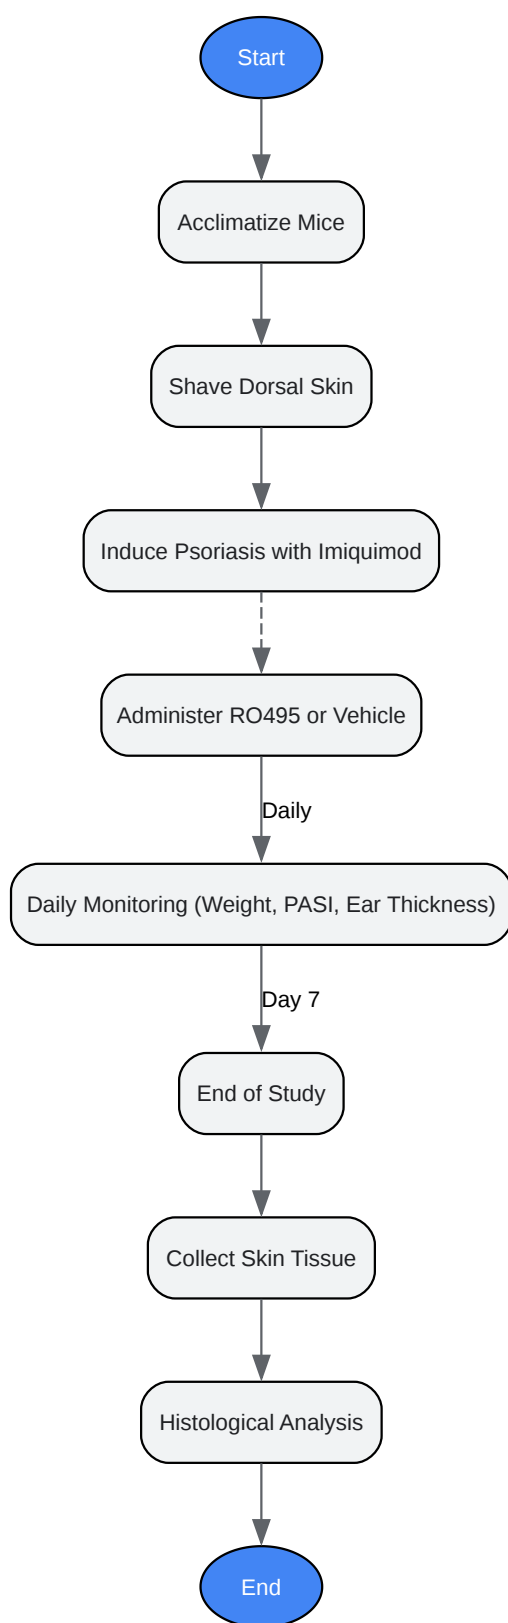 Start
Acclimatize Mice
Shave Dorsal Skin
Induce Psoriasis with Imiquimod
Administer RO495 or Vehicle
Daily
Daily Monitoring (Weight, PASI, Ear Thickness)
Day 7
End of Study
Collect Skin Tissue
Histological Analysis
End